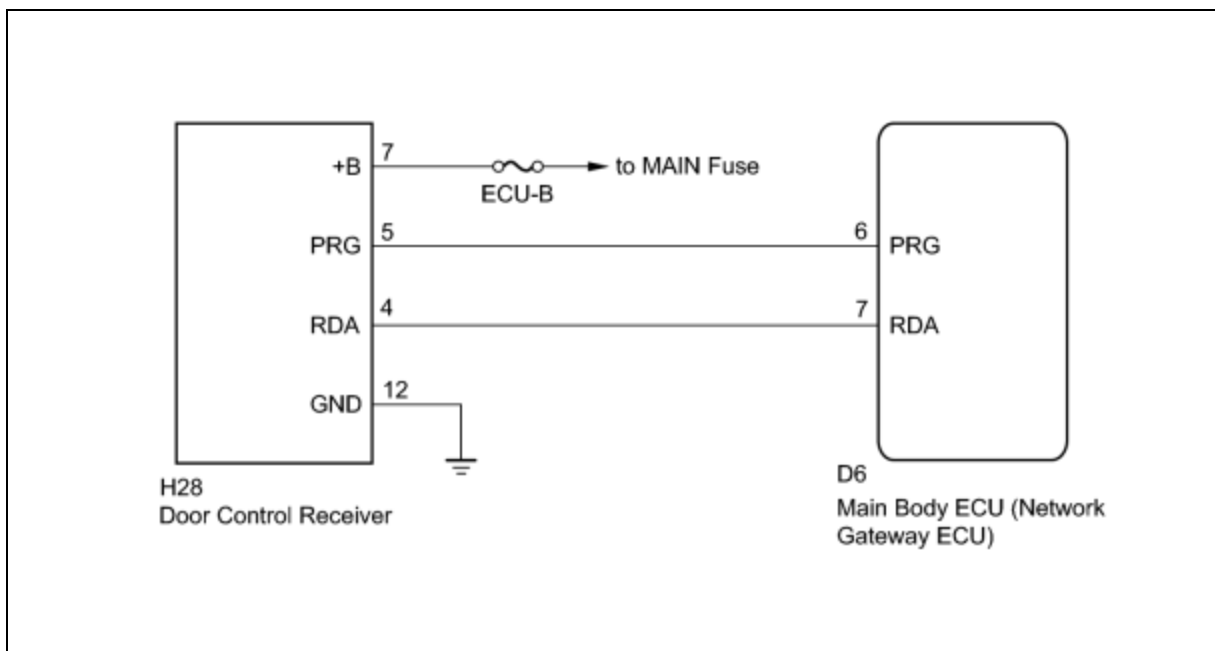 +B 7
to MAIN Fuse
ECU-B
PRG 5
6 PRG
RDA 4
7 RDA
GND 12
H28
Door Control Receiver
D6
Main Body ECU (Network
Gateway ECU)